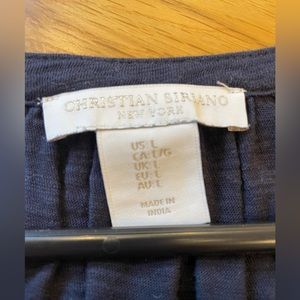 CHRISTIAN SIRIANO
NEW YORK
US: L
CA: L/G
UK: L
EU: L
AU: L
MADE IN
INDIA